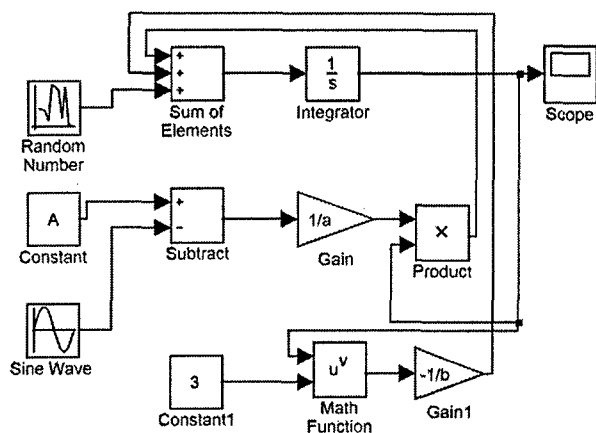 +
+
+
Sum of
Elements
1
s
Integrator
Scope
Random
Number
A
Constant
+
−
Subtract
1/a
Gain
×
Product
Sine Wave
3
Constant1
u^v
Math
Function
-1/b
Gain1